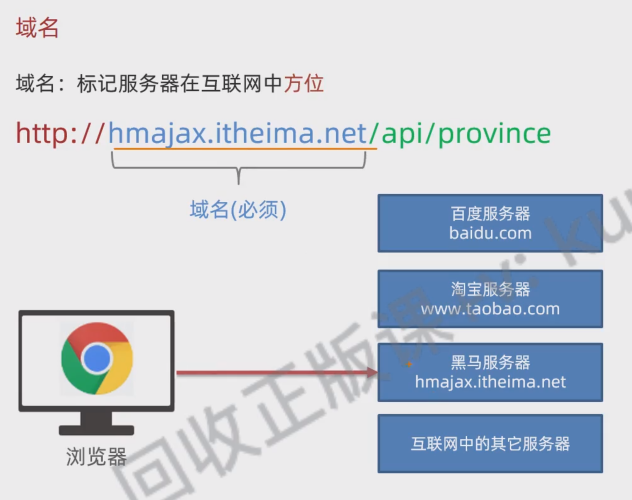 域名
域名：标记服务器在互联网中方位
http://hmajax.itheima.net/api/province
域名(必须)
百度服务器
baidu.com
淘宝服务器
www.taobao.com
黑马服务器
hmajax.itheima.net
互联网中的其它服务器
浏览器
回收正版课